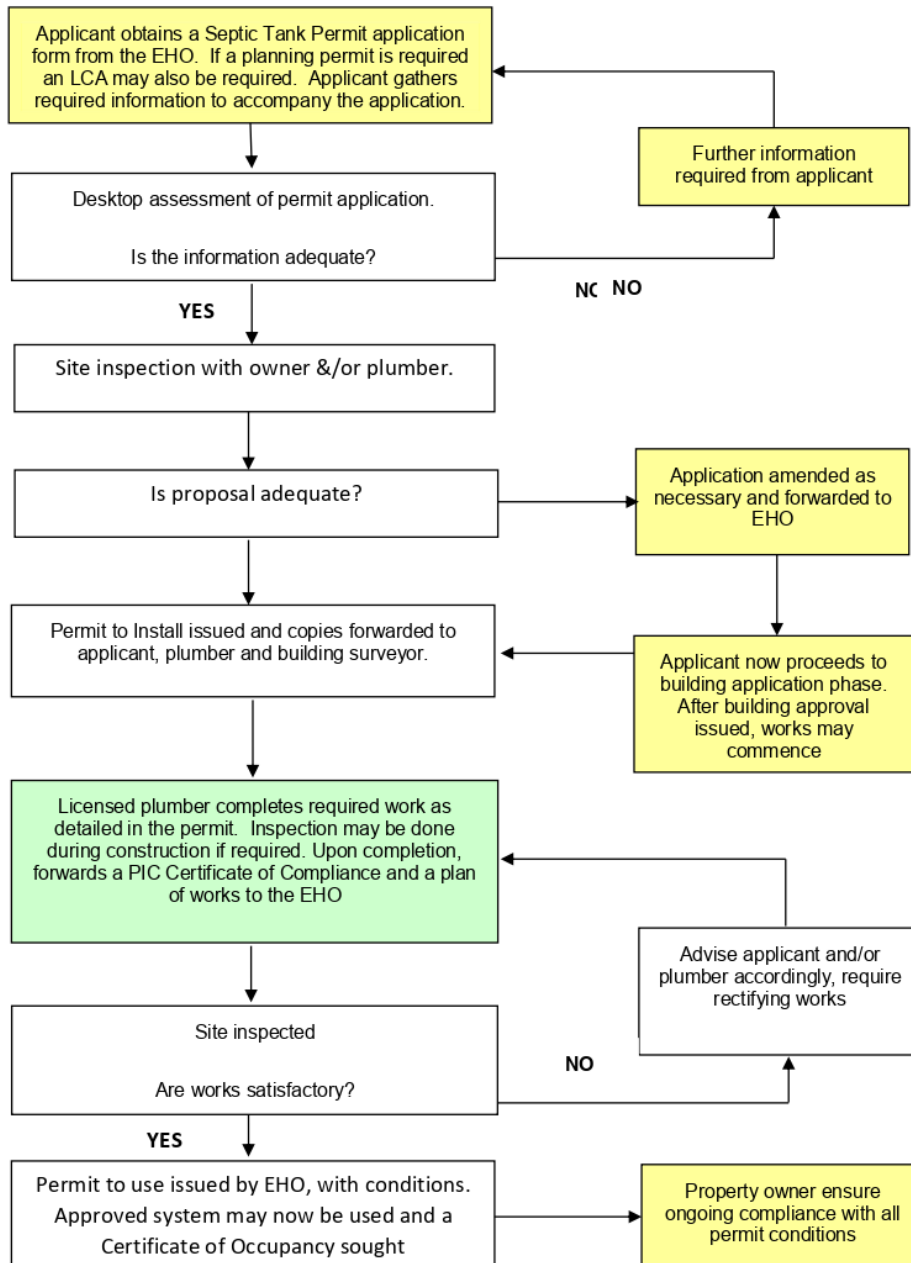 Applicant obtains a Septic Tank Permit application
form from the EHO. If a planning permit is required
an LCA may also be required. Applicant gathers
required information to accompany the application.
Further information
required from applicant
Desktop assessment of permit application.
Is the information adequate?
NO NO
YES
Site inspection with owner &/or plumber.
Is proposal adequate?
Application amended as
necessary and forwarded to
EHO
Permit to Install issued and copies forwarded to
applicant, plumber and building surveyor.
Applicant now proceeds to
building application phase.
After building approval
issued, works may
commence
Licensed plumber completes required work as
detailed in the permit. Inspection may be done
during construction if required. Upon completion,
forwards a PIC Certificate of Compliance and a plan
of works to the EHO
Advise applicant and/or
plumber accordingly, require
rectifying works
Site inspected
Are works satisfactory?
NO
YES
Permit to use issued by EHO, with conditions.
Approved system may now be used and a
Certificate of Occupancy sought
Property owner ensure
ongoing compliance with all
permit conditions